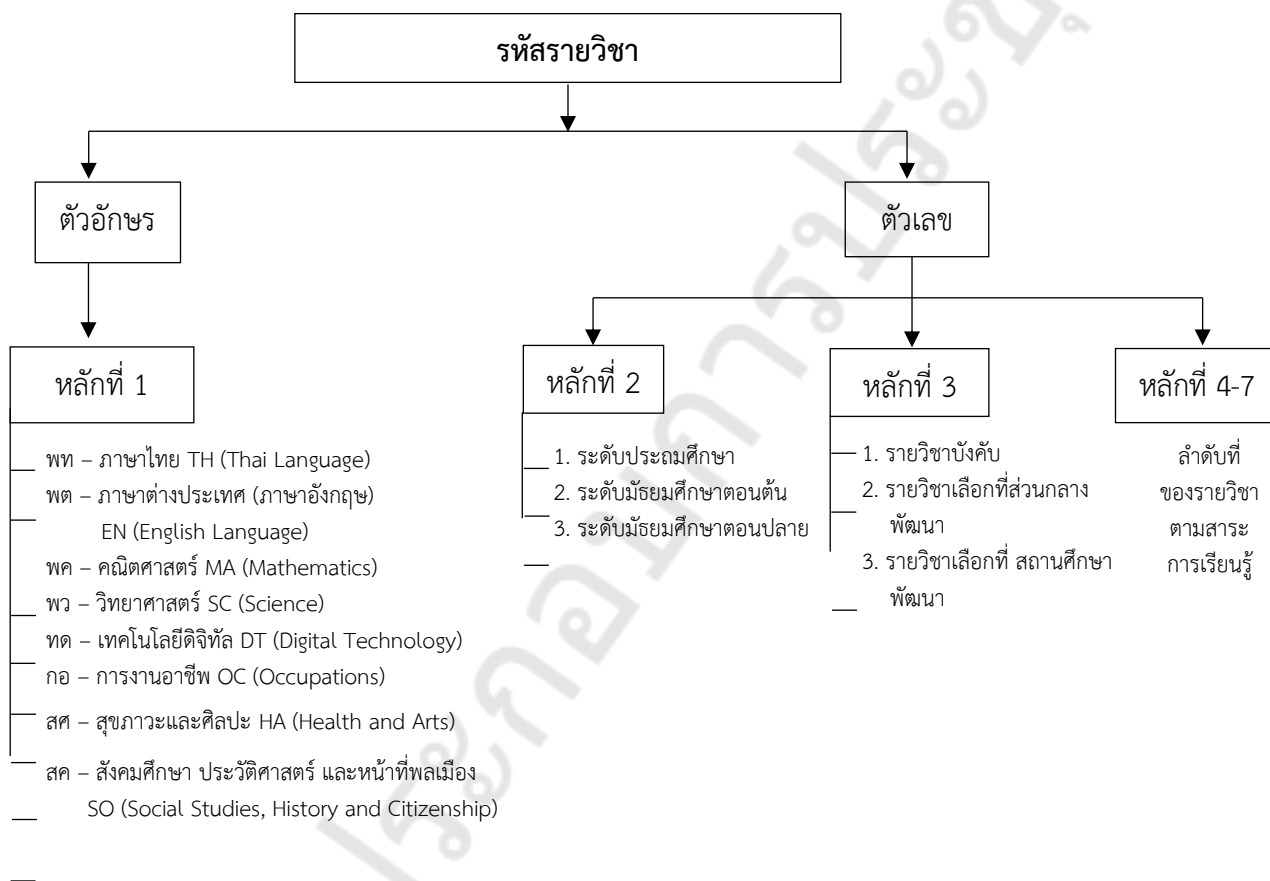 รหัสรายวิชา
ตัวอักษร
ตัวเลข
หลักที่ 1
หลักที่ 2
หลักที่ 3
หลักที่ 4-7
พท – ภาษาไทย TH (Thai Language)
พต – ภาษาต่างประเทศ (ภาษาอังกฤษ)
EN (English Language)
พค – คณิตศาสตร์ MA (Mathematics)
พว – วิทยาศาสตร์ SC (Science)
ทด – เทคโนโลยีดิจิทัล DT (Digital Technology)
กอ – การงานอาชีพ OC (Occupations)
สศ – สุขภาวะและศิลปะ HA (Health and Arts)
สค – สังคมศึกษา ประวัติศาสตร์ และหน้าที่พลเมือง
SO (Social Studies, History and Citizenship)
1. ระดับประถมศึกษา
2. ระดับมัธยมศึกษาตอนต้น
3. ระดับมัธยมศึกษาตอนปลาย
1. รายวิชาบังคับ
2. รายวิชาเลือกที่ส่วนกลาง
พัฒนา
3. รายวิชาเลือกที่ สถานศึกษา
พัฒนา
ลำดับที่
ของรายวิชา
ตามสาระ
การเรียนรู้